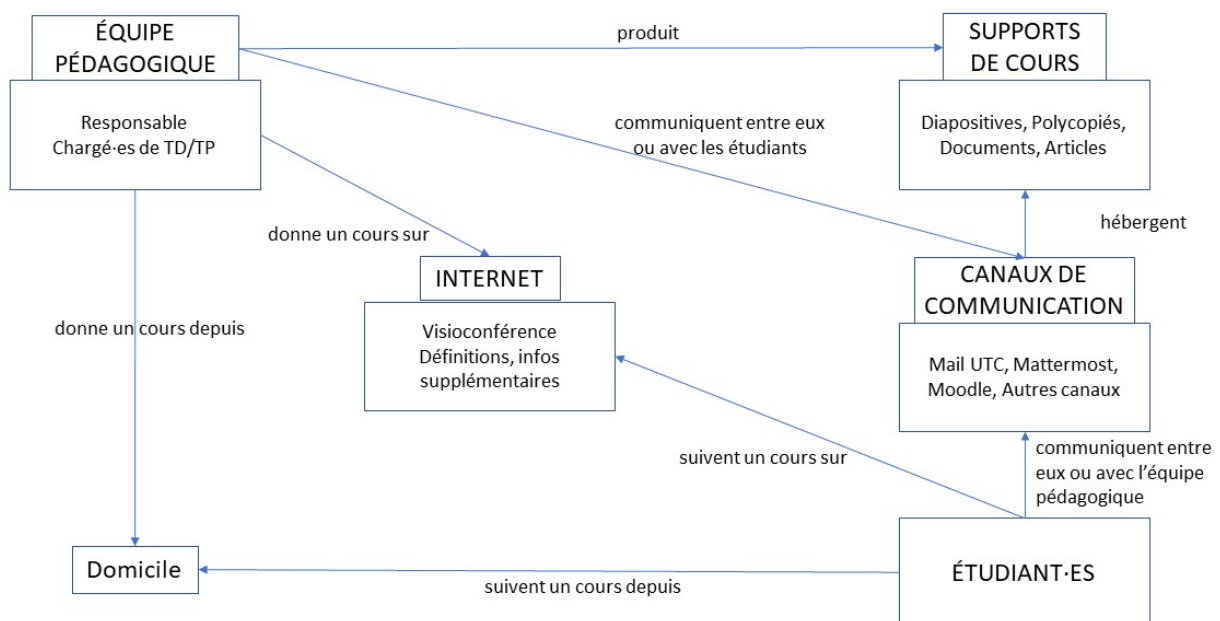 ÉQUIPE
PÉDAGOGIQUE
Responsable
Chargé·es de TD/TP
produit
SUPPORTS
DE COURS
Diapositives, Polycopiés,
Documents, Articles
communiquent entre eux
ou avec les étudiants
hébergent
donne un cours sur
INTERNET
Visioconférence
Définitions, infos
supplémentaires
CANAUX DE
COMMUNICATION
Mail UTC, Mattermost,
Moodle, Autres canaux
donne un cours depuis
suivent un cours sur
communiquent entre
eux ou avec l’équipe
pédagogique
Domicile
suivent un cours depuis
ÉTUDIANT·ES